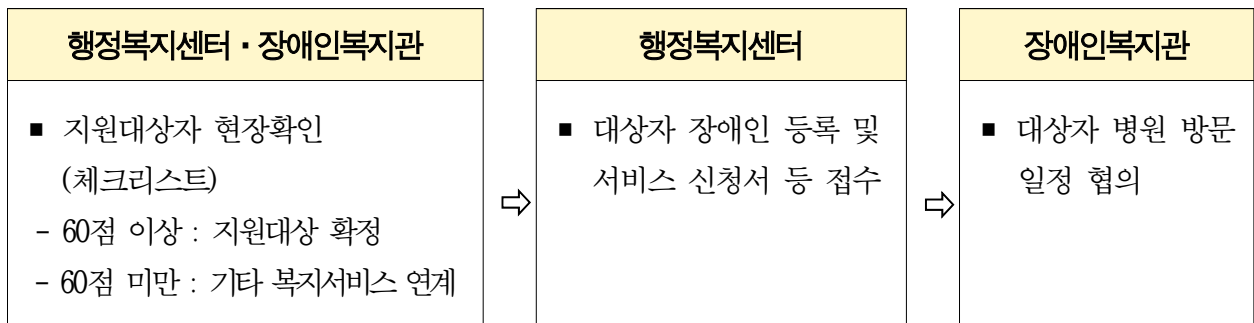 행정복지센터 ▪ 장애인복지관
▪ 지원대상자 현장확인
(체크리스트)
- 60점 이상 : 지원대상 확정
- 60점 미만 : 기타 복지서비스 연계
⇨
행정복지센터
▪ 대상자 장애인 등록 및
서비스 신청서 등 접수
⇨
장애인복지관
▪ 대상자 병원 방문
일정 협의